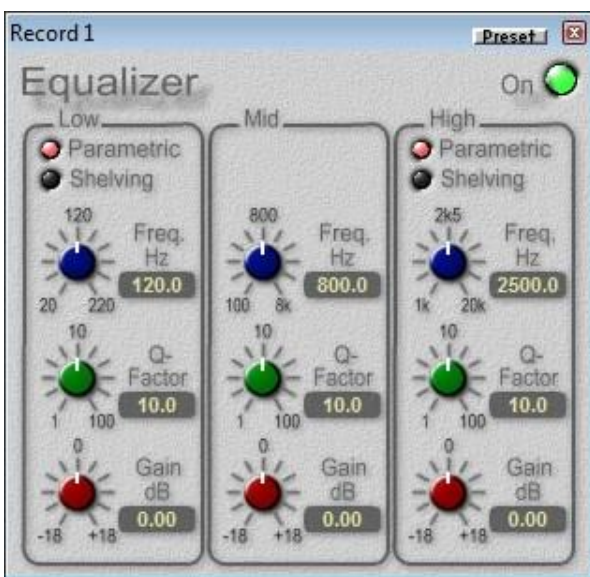 Record 1 Preset
Equalizer On
Low Mid High
Parametric Parametric
Shelving Shelving
120 800 2k5
Freq. Freq. Freq.
Hz Hz Hz
120.0 800.0 2500.0
20 220 100 8k 1k 20k
10 10 10
Q- Q- Q-
Factor Factor Factor
10.0 10.0 10.0
1 100 1 100 1 100
0 0 0
Gain Gain Gain
dB dB dB
0.00 0.00 0.00
-18 +18 -18 +18 -18 +18